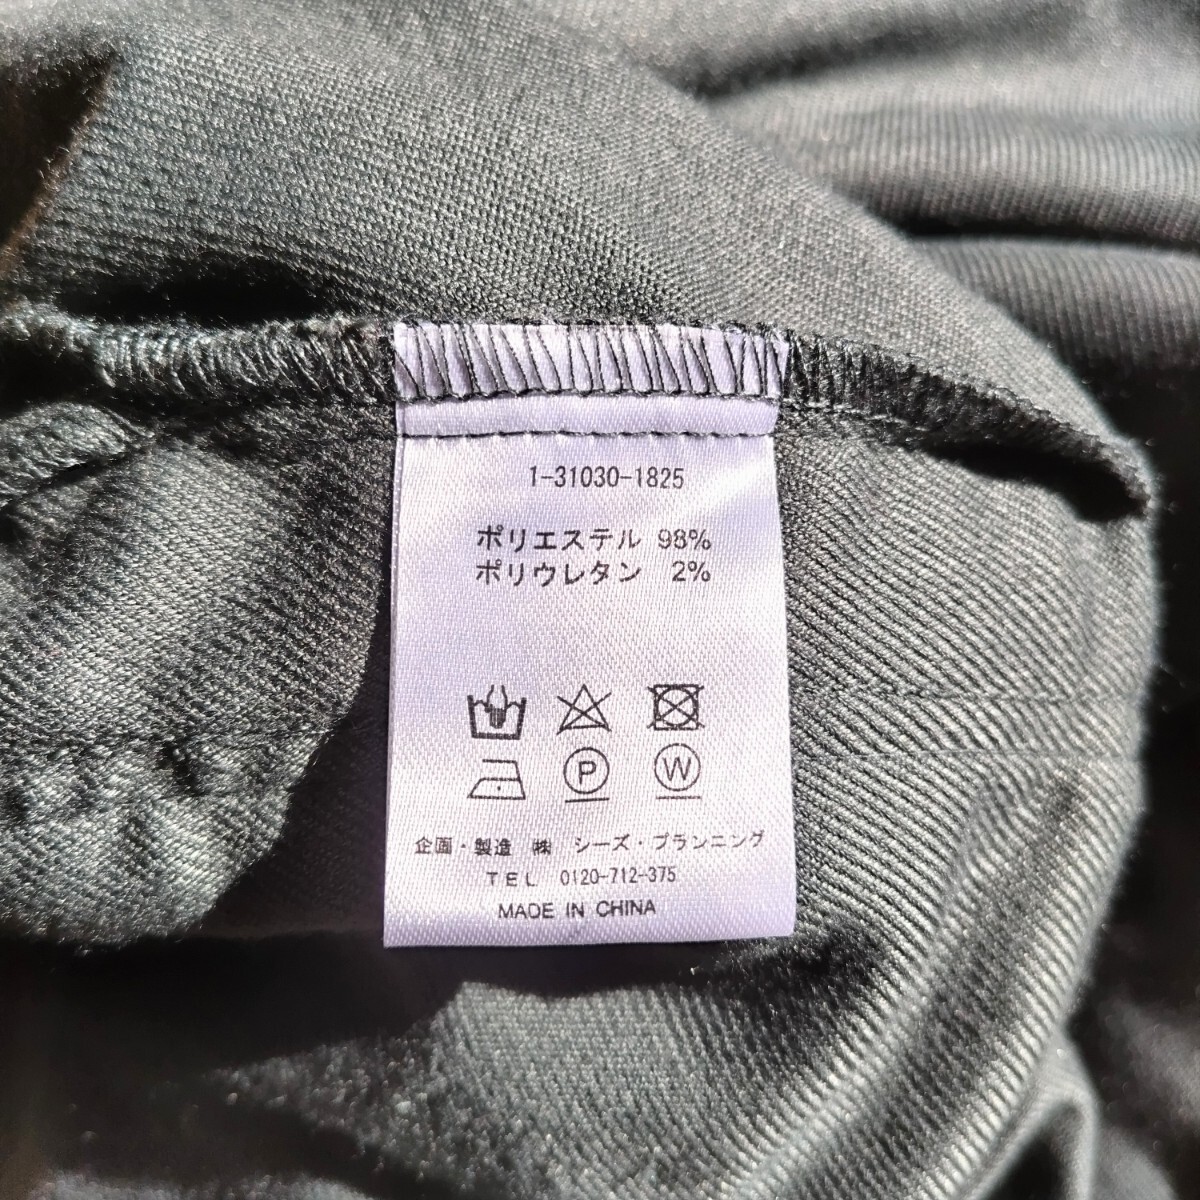 1-31030-1825
ポリエステル 98%
ポリウレタン 2%
P W
企画・製造 ㈱ シーズ・プランニング
TEL 0120-712-375
MADE IN CHINA